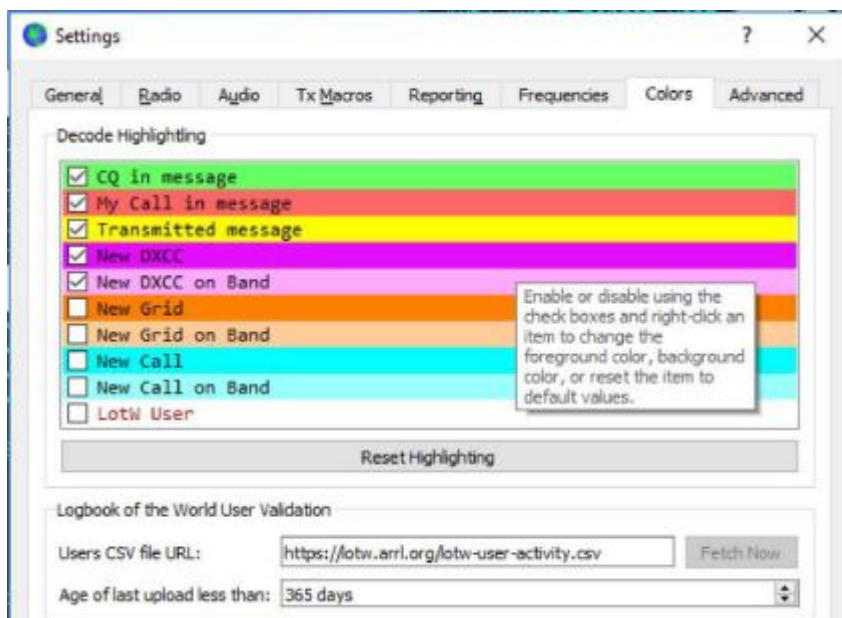 Settings
? X
General Radio Audio Tx Macros Reporting Frequencies Colors Advanced
Decode Highlighting
CQ in message
My Call in message
Transmitted message
New DXCC
New DXCC on Band
New Grid
New Grid on Band
New Call
New Call on Band
LotW User
Enable or disable using the
check boxes and right-click an
item to change the
foreground color, background
color, or reset the item to
default values.
Reset Highlighting
Logbook of the World User Validation
Users CSV file URL: https://lotw.arrl.org/lotw-user-activity.csv Fetch Now
Age of last upload less than: 365 days